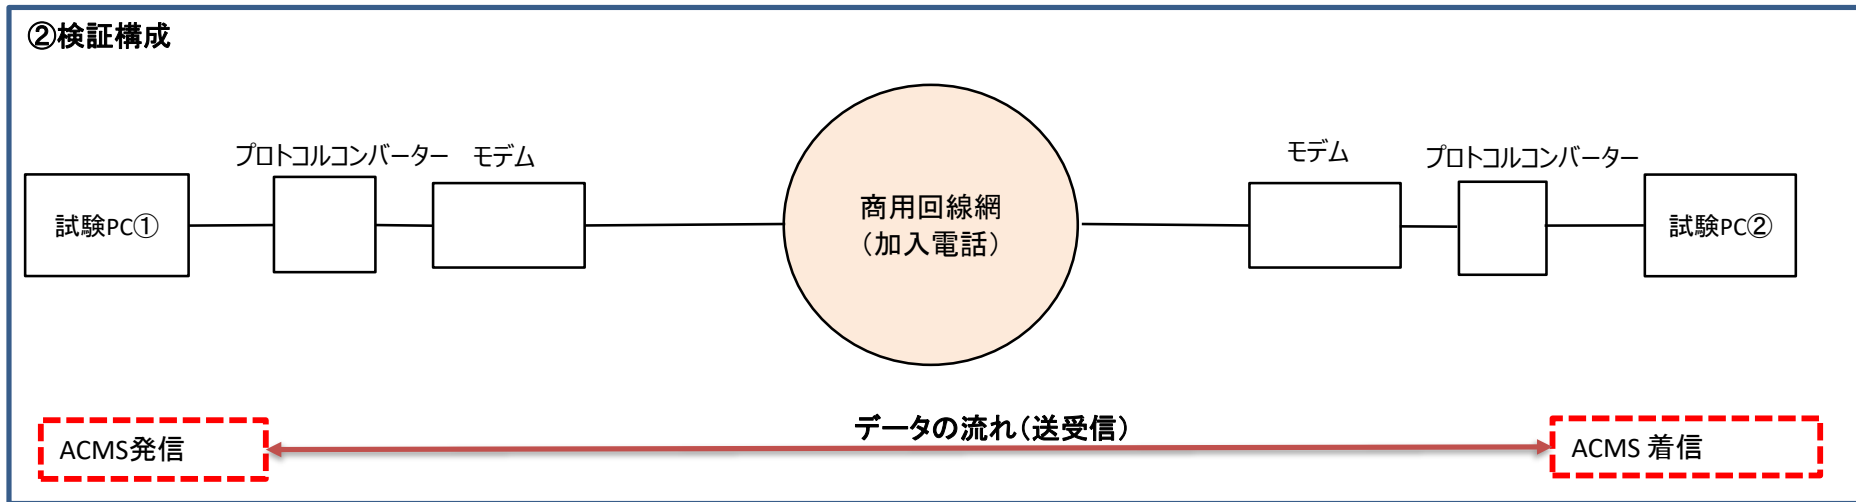 ②検証構成
プロトコルコンバーター モデム
モデム プロトコルコンバーター
試験PC①
商用回線網
(加入電話)
試験PC②
データの流れ(送受信)
ACMS発信
ACMS 着信